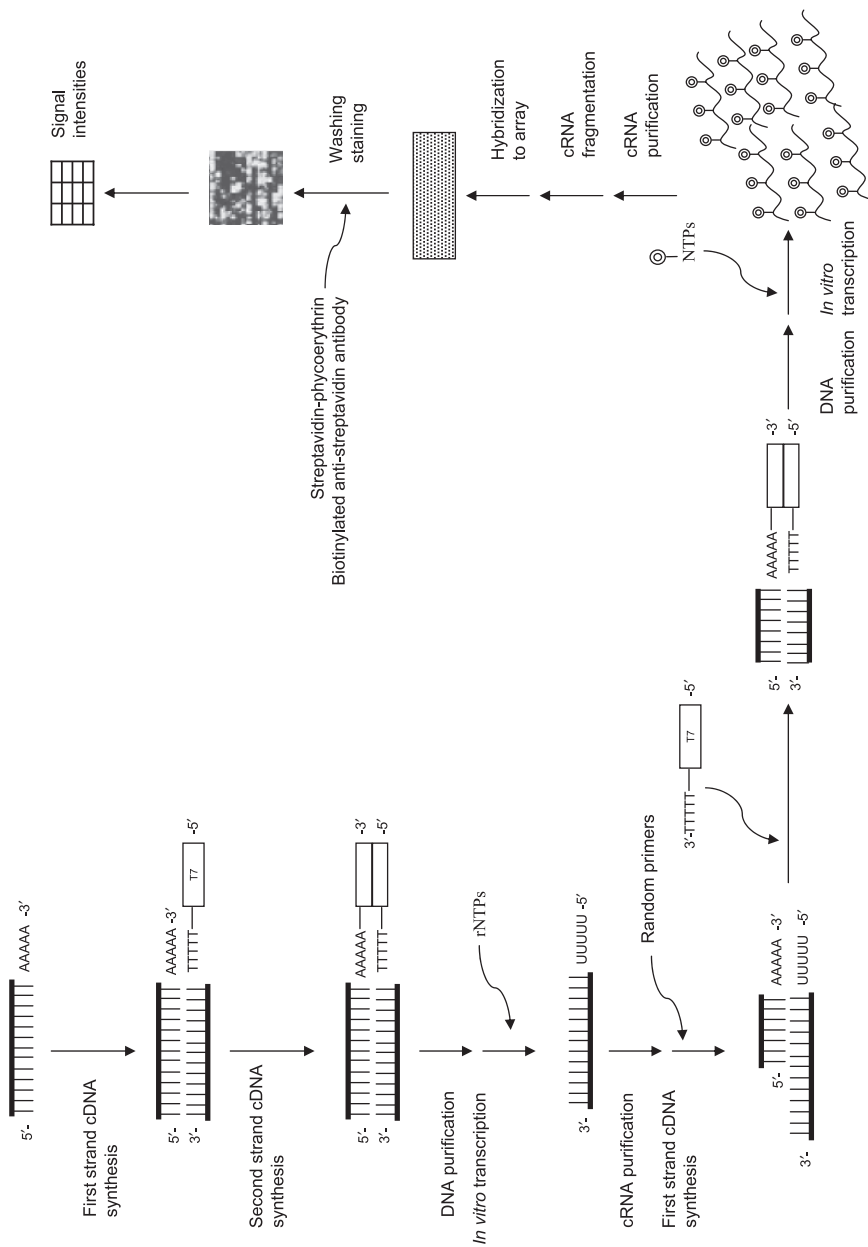 5′-
AAAAA -3′
First strand cDNA
synthesis
5′-
AAAAA -3′
3′-
TTTTT
T7
-5′
Second strand cDNA
synthesis
5′-
AAAAA
-3′
3′-
TTTTT
-5′
DNA purification
In vitro transcription
rNTPs
3′-
UUUUU -5′
cRNA purification
First strand cDNA
synthesis
Random primers
5′-
AAAAA -3′
3′-
UUUUU -5′
3′-TTTTT
T7
-5′
5′-
AAAAA
-3′
3′-
TTTTT
-5′
DNA
purification
In vitro
transcription
NTPs
cRNA
purification
cRNA
fragmentation
Hybridization
to array
Streptavidin-phycoerythrin
Biotinylated anti-streptavidin antibody
Washing
staining
Signal
intensities